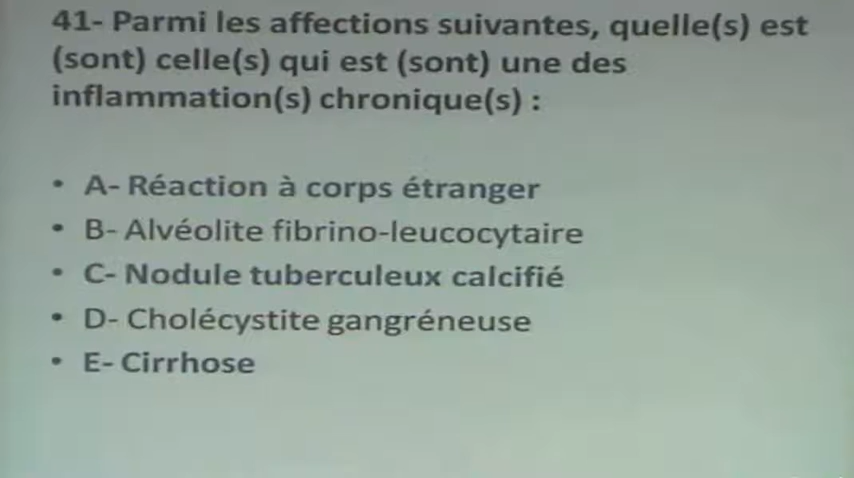 41- Parmi les affections suivantes, quelle(s) est
(sont) celle(s) qui est (sont) une des
inflammation(s) chronique(s) :
• A- Réaction à corps étranger
• B- Alvéolite fibrino-leucocytaire
• C- Nodule tuberculeux calcifié
• D- Cholécystite gangréneuse
• E- Cirrhose